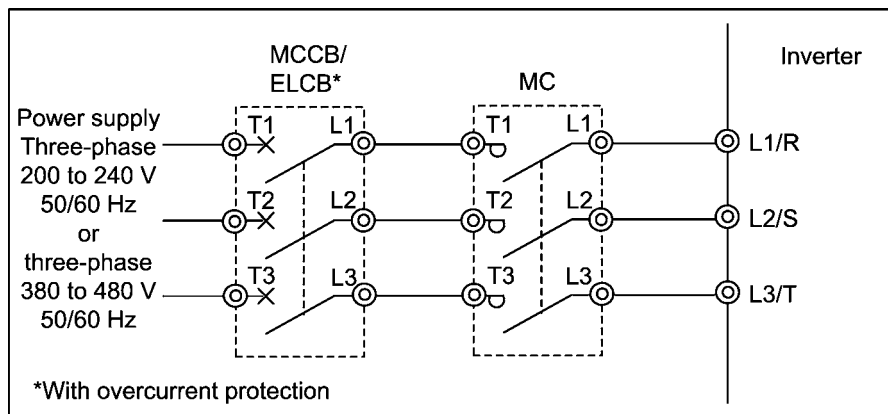 MCCB/
ELCB*
MC
Inverter
Power supply
Three-phase
200 to 240 V
50/60 Hz
or
three-phase
380 to 480 V
50/60 Hz
T1
L1
T1
L1
L1/R
T2
L2
T2
L2
L2/S
T3
L3
T3
L3
L3/T
*With overcurrent protection